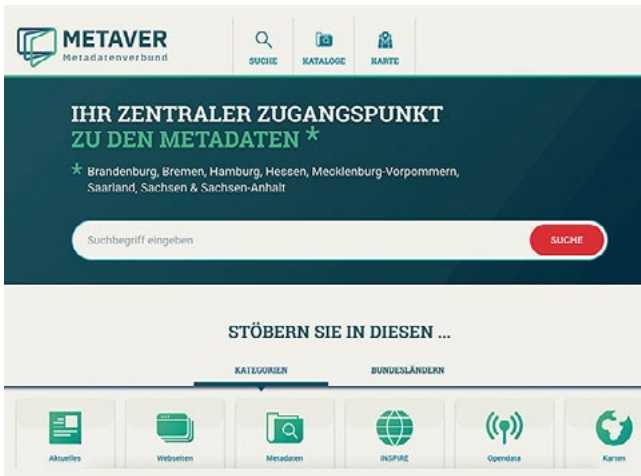 METAVER
Metadatenverbund
SUCHE
KATALOGE
KARTE
IHR ZENTRALER ZUGANGSPUNKT
ZU DEN METADATEN *
* Brandenburg, Bremen, Hamburg, Hessen, Mecklenburg-Vorpommern,
Saarland, Sachsen & Sachsen-Anhalt
Suchbegriff eingeben
SUCHE
STÖBERN SIE IN DIESEN ...
KATEGORIEN
BUNDESLÄNDERN
Aktuelles
Webseiten
Metadaten
INSPIRE
Opendata
Karten